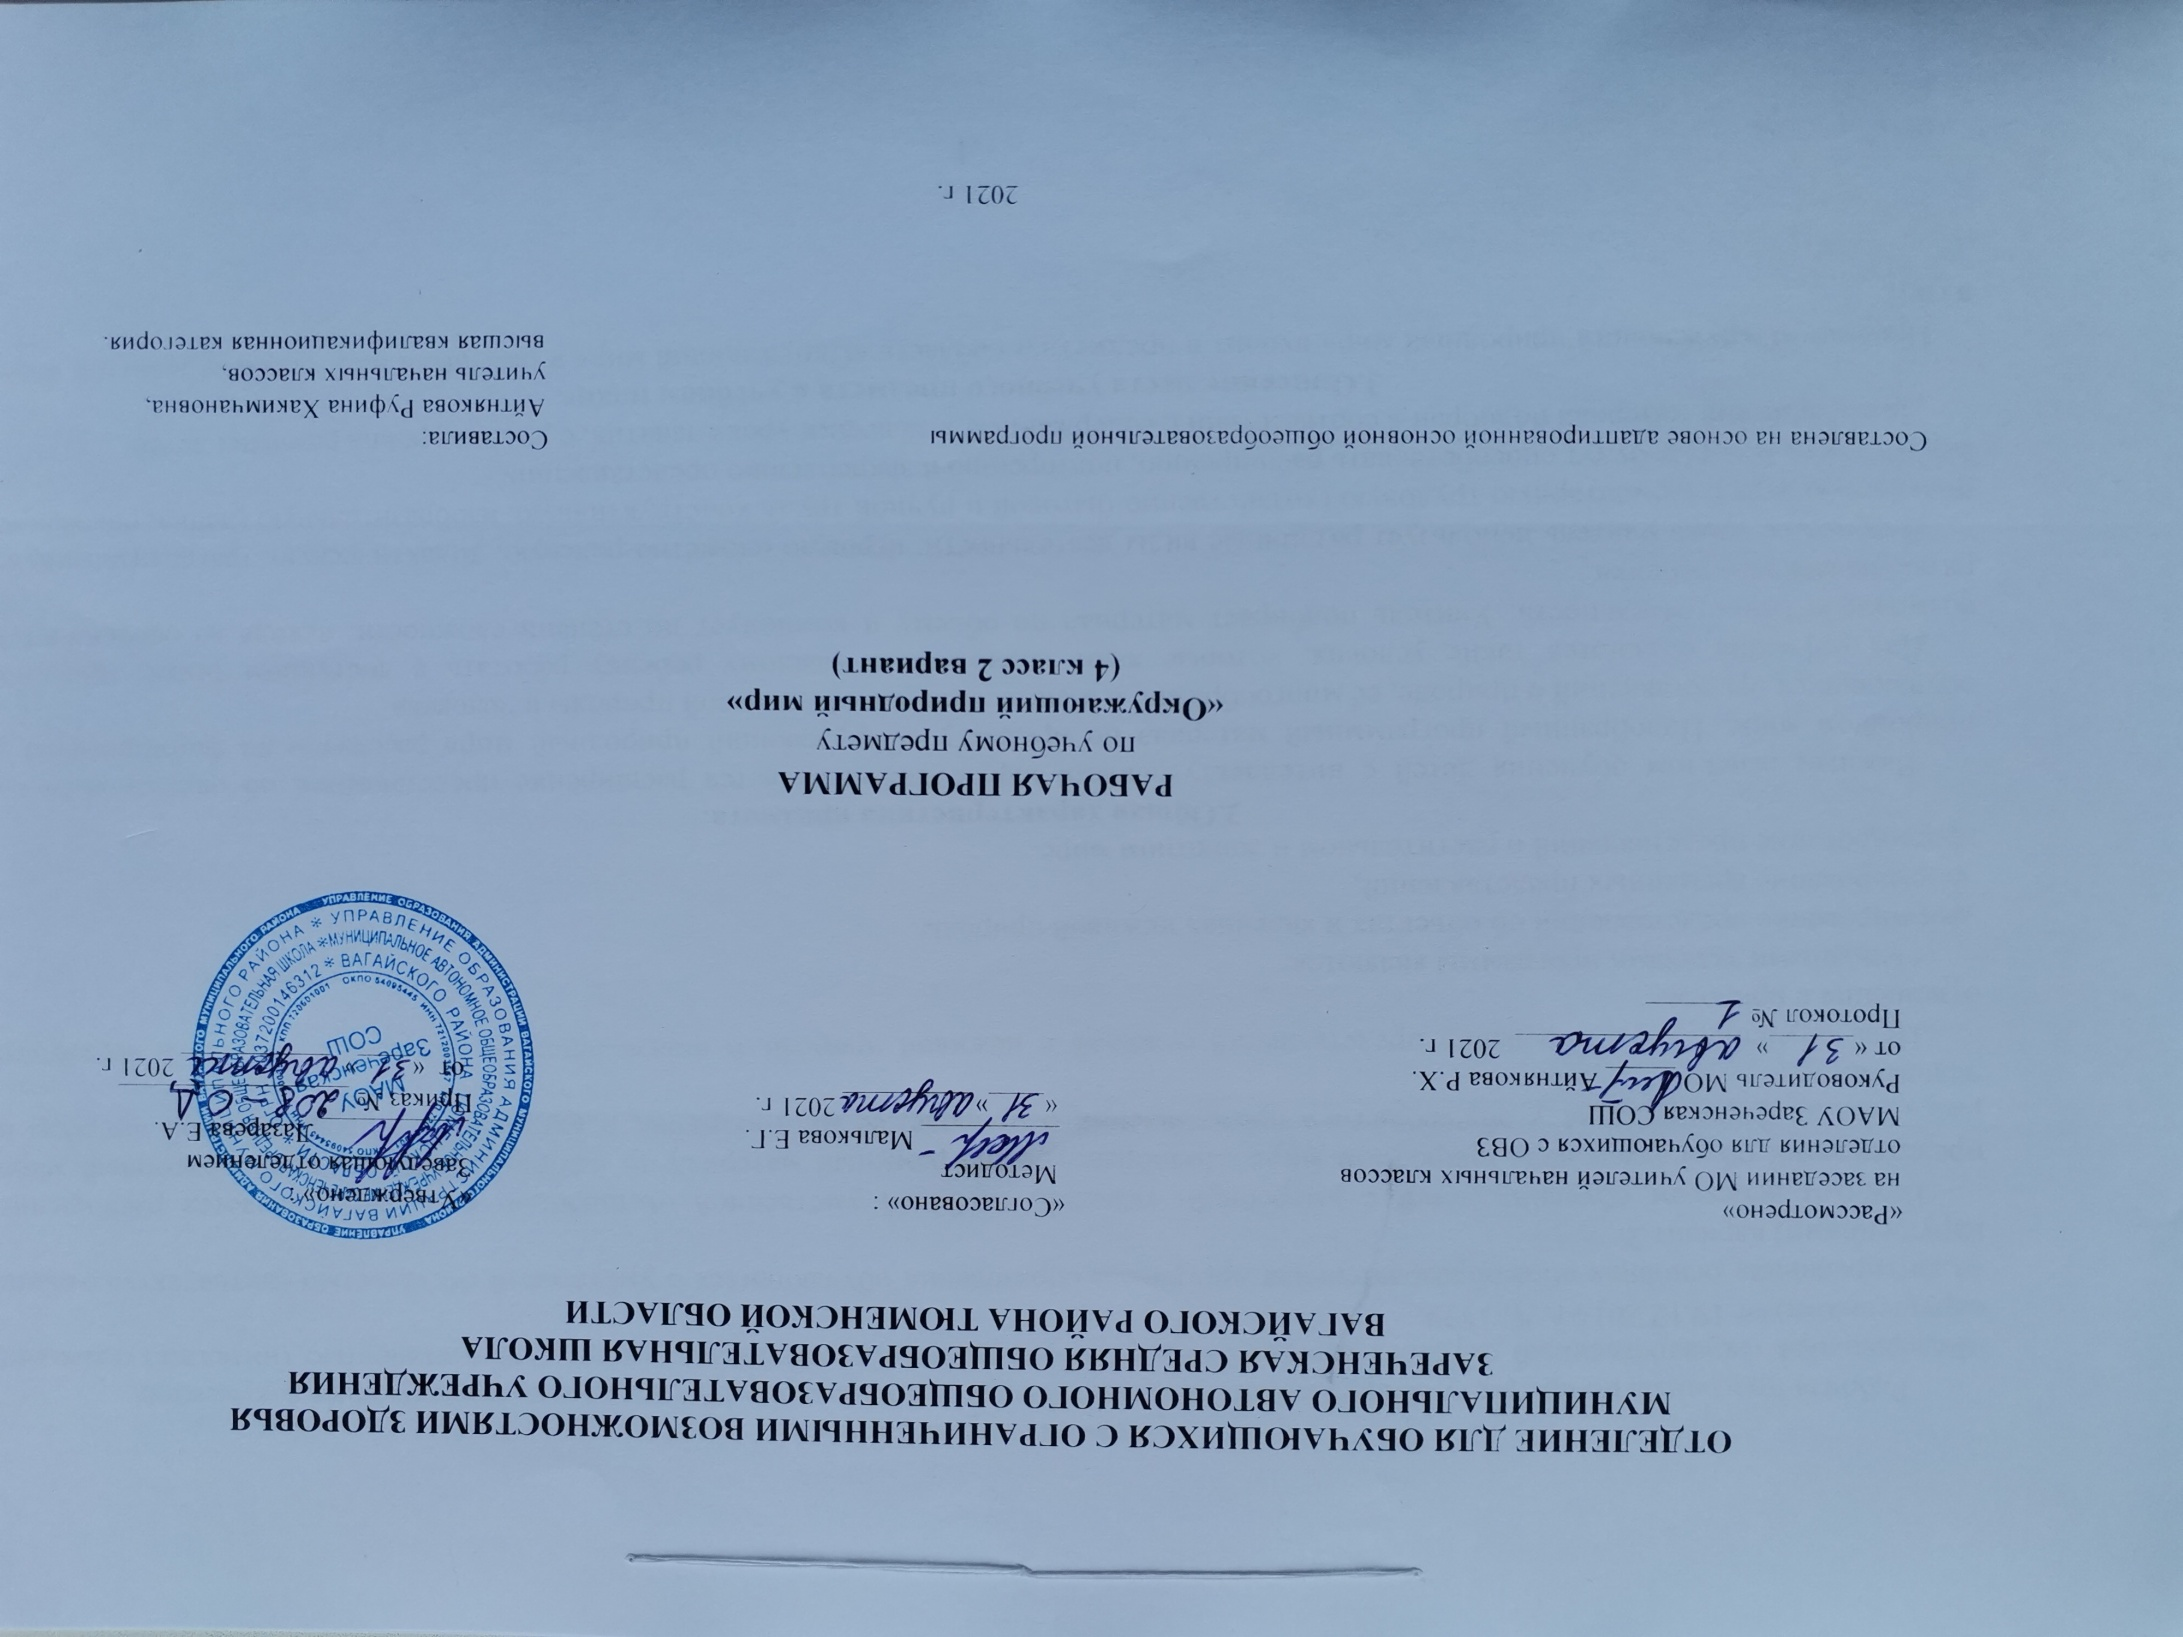 ОТДЕЛЕНИЕ ДЛЯ ОБУЧАЮЩИХСЯ С ОГРАНИЧЕННЫМИ ВОЗМОЖНОСТЯМИ ЗДОРОВЬЯ
МУНИЦИПАЛЬНОГО АВТОНОМНОГО ОБЩЕОБРАЗОВАТЕЛЬНОГО УЧРЕЖДЕНИЯ
ЗАРЕЧЕНСКАЯ СРЕДНЯЯ ОБЩЕОБРАЗОВАТЕЛЬНАЯ ШКОЛА
ВАГАЙСКОГО РАЙОНА ТЮМЕНСКОЙ ОБЛАСТИ
«Рассмотрено»
на заседании МО учителей начальных классов
отделения для обучающихся с ОВЗ
МАОУ Зареченская СОШ
Руководитель МО Айтнякова Р.Х.
от « 31 » августа 2021 г.
Протокол № 1
«Согласовано» :
Методист
Малькова Е.Г.
« 31 » августа 2021 г.
«Утверждено»:
Заведующая отделением
Лазарева Е.А.
Приказ № 208-ОД
от « 31 » августа 2021 г.
МАОУ
Зареченская
СОШ
РАБОЧАЯ ПРОГРАММА
по учебному предмету
«Окружающий природный мир»
(4 класс 2 вариант)
Составлена на основе адаптированной основной общеобразовательной программы
Составила:
Айтнякова Руфина Хакимчановна,
учитель начальных классов,
высшая квалификационная категория.
2021 г.